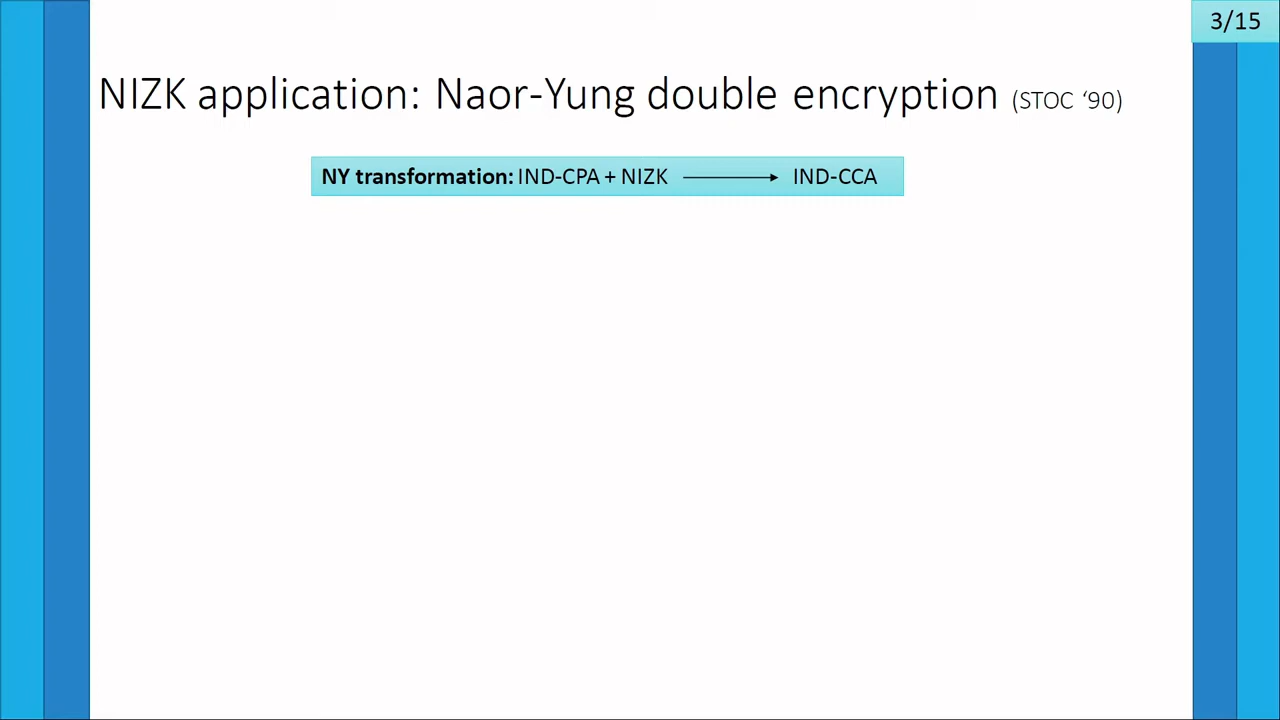 3/15
NIZK application: Naor-Yung double encryption (STOC ‘90)
NY transformation: IND-CPA + NIZK ⟶ IND-CCA